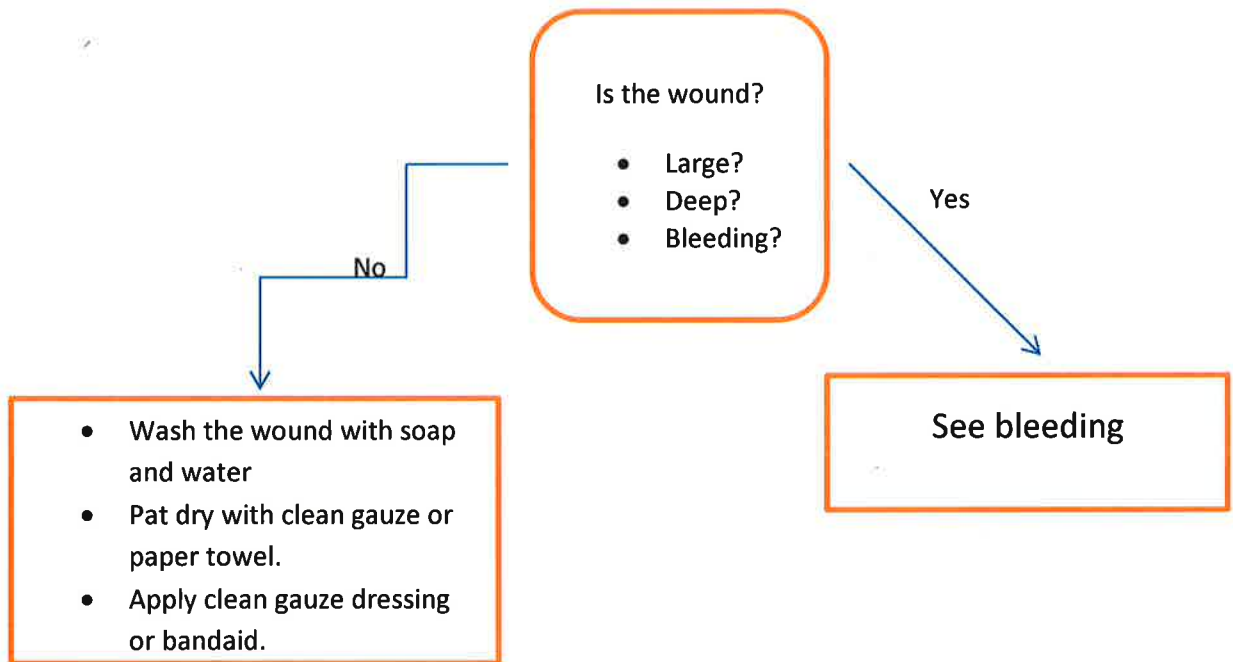 Is the wound?
• Large?
• Deep?
• Bleeding?
Yes
No
• Wash the wound with soap
and water
• Pat dry with clean gauze or
paper towel.
• Apply clean gauze dressing
or bandaid.
See bleeding